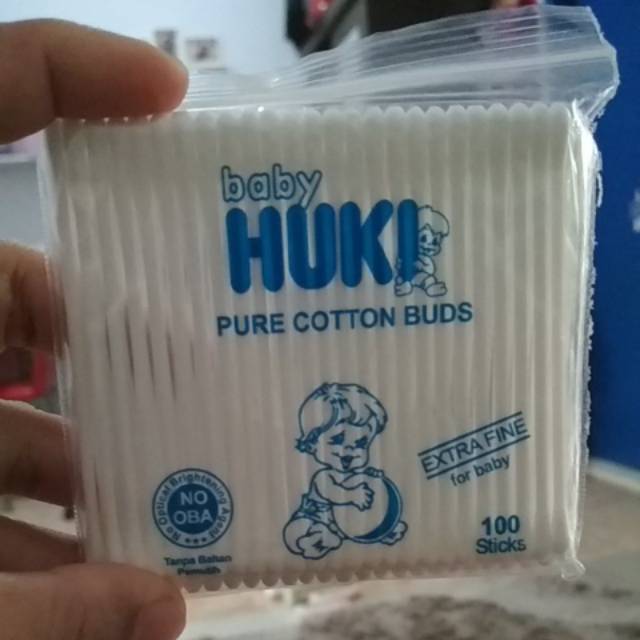 baby
HUKI
PURE COTTON BUDS
EXTRA FINE
for baby
No Optical Brightening Agent
NO
OBA
100
Sticks
Tanpa Bahan
Pemutih